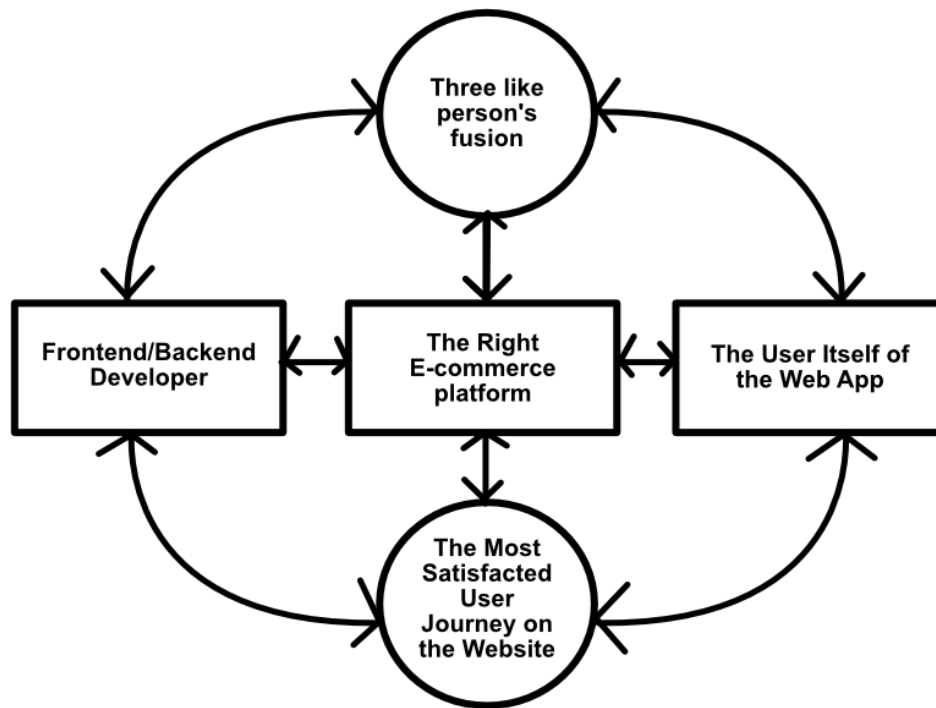 Three like
person's
fusion
Frontend/Backend
Developer
The Right
E-commerce
platform
The User Itself of
the Web App
The Most
Satisfacted
User
Journey on
the Website